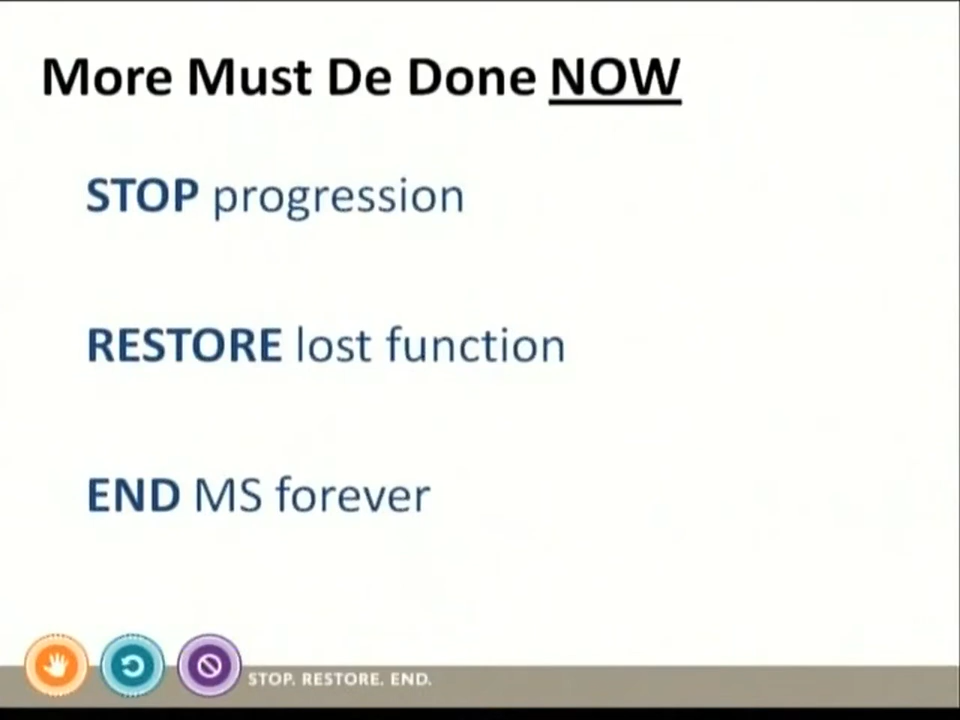 More Must De Done NOW
STOP progression
RESTORE lost function
END MS forever
STOP. RESTORE. END.